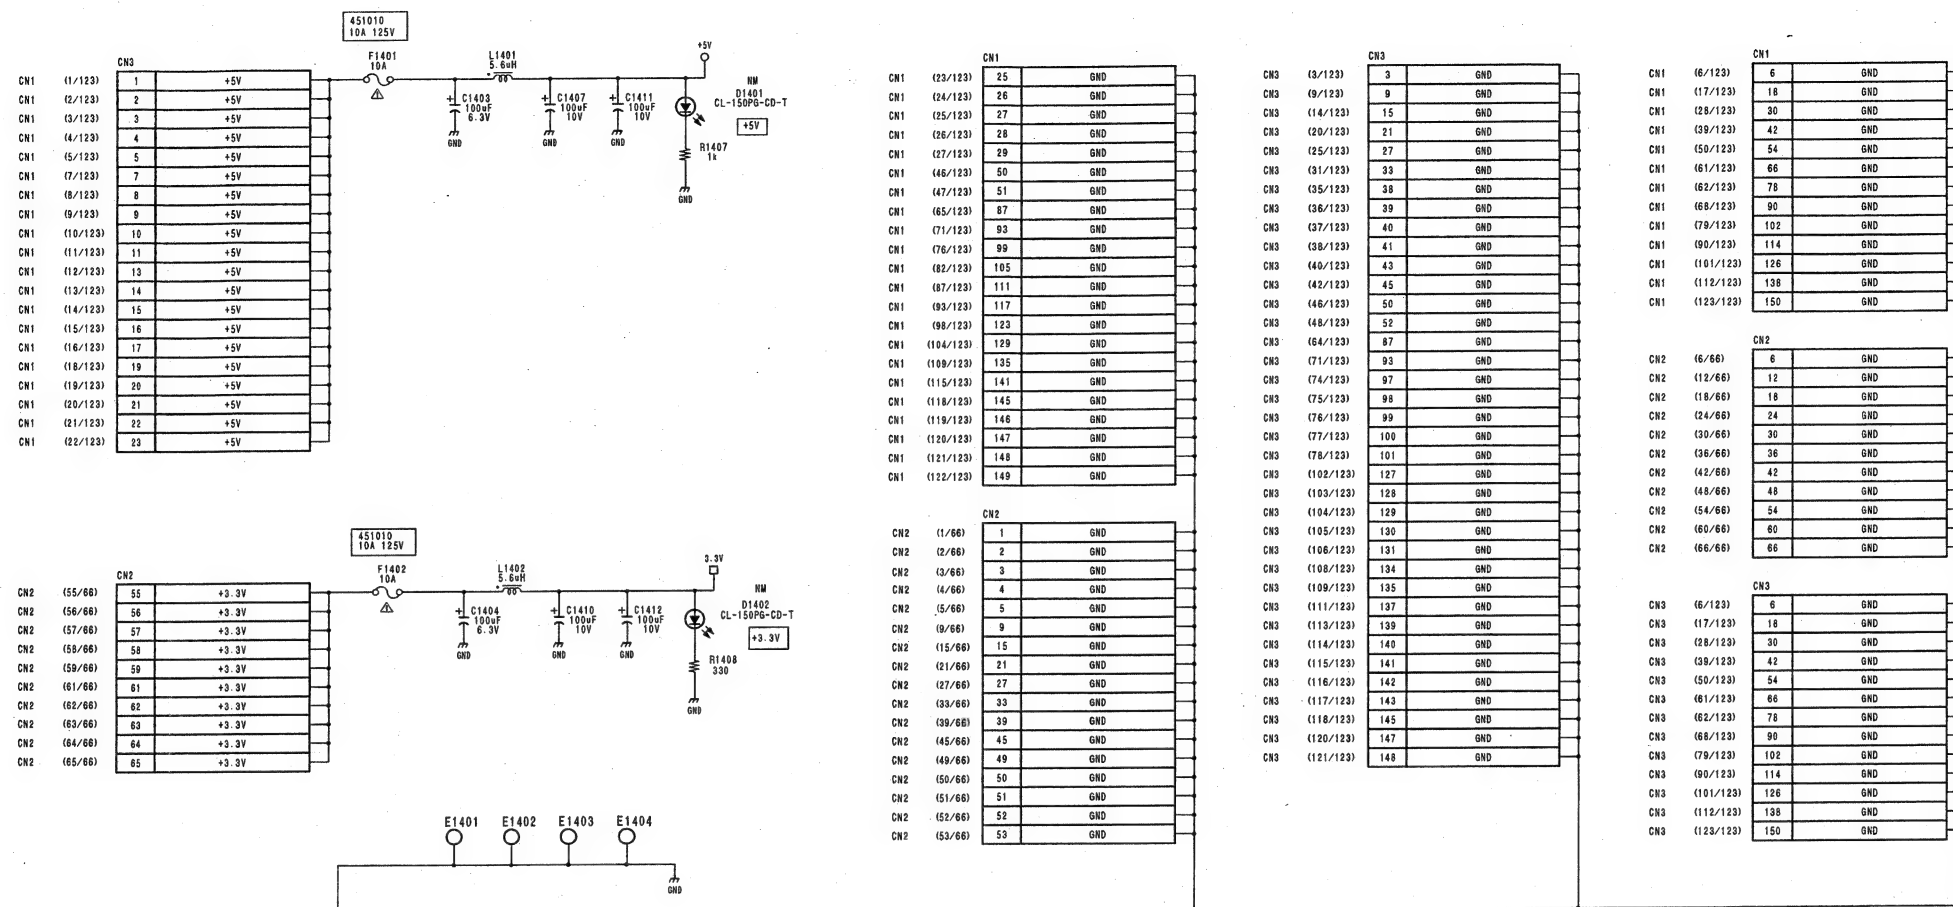 451010
10A 125V
F1401
10A
L1401
5.6uH
+5V
C1403
100uF
6.3V
GND
C1407
100uF
10V
GND
C1411
100uF
10V
GND
NM
D1401
CL-150PG-CD-T
+5V
R1407
1k
GND
CN3
CN1 (1/123) 1 +5V
CN1 (2/123) 2 +5V
CN1 (3/123) 3 +5V
CN1 (4/123) 4 +5V
CN1 (5/123) 5 +5V
CN1 (7/123) 7 +5V
CN1 (8/123) 8 +5V
CN1 (9/123) 9 +5V
CN1 (10/123) 10 +5V
CN1 (11/123) 11 +5V
CN1 (12/123) 13 +5V
CN1 (13/123) 14 +5V
CN1 (14/123) 15 +5V
CN1 (15/123) 16 +5V
CN1 (16/123) 17 +5V
CN1 (18/123) 19 +5V
CN1 (19/123) 20 +5V
CN1 (20/123) 21 +5V
CN1 (21/123) 22 +5V
CN1 (22/123) 23 +5V
451010
10A 125V
F1402
10A
L1402
5.6uH
3.3V
C1404
100uF
6.3V
GND
C1410
100uF
10V
GND
C1412
100uF
10V
GND
NM
D1402
CL-150PG-CD-T
+3.3V
R1408
330
GND
CN2
CN2 (55/66) 55 +3.3V
CN2 (56/66) 56 +3.3V
CN2 (57/66) 57 +3.3V
CN2 (58/66) 58 +3.3V
CN2 (59/66) 59 +3.3V
CN2 (61/66) 61 +3.3V
CN2 (62/66) 62 +3.3V
CN2 (63/66) 63 +3.3V
CN2 (64/66) 64 +3.3V
CN2 (65/66) 65 +3.3V
E1401 E1402 E1403 E1404
GND
CN1
CN1 (23/123) 25 GND
CN1 (24/123) 26 GND
CN1 (25/123) 27 GND
CN1 (26/123) 28 GND
CN1 (27/123) 29 GND
CN1 (46/123) 50 GND
CN1 (47/123) 51 GND
CN1 (65/123) 87 GND
CN1 (71/123) 93 GND
CN1 (76/123) 99 GND
CN1 (82/123) 105 GND
CN1 (87/123) 111 GND
CN1 (93/123) 117 GND
CN1 (98/123) 123 GND
CN1 (104/123) 129 GND
CN1 (109/123) 135 GND
CN1 (115/123) 141 GND
CN1 (118/123) 145 GND
CN1 (119/123) 146 GND
CN1 (120/123) 147 GND
CN1 (121/123) 148 GND
CN1 (122/123) 149 GND
CN2
CN2 (1/66) 1 GND
CN2 (2/66) 2 GND
CN2 (3/66) 3 GND
CN2 (4/66) 4 GND
CN2 (5/66) 5 GND
CN2 (9/66) 9 GND
CN2 (15/66) 15 GND
CN2 (21/66) 21 GND
CN2 (27/66) 27 GND
CN2 (33/66) 33 GND
CN2 (39/66) 39 GND
CN2 (45/66) 45 GND
CN2 (49/66) 49 GND
CN2 (50/66) 50 GND
CN2 (51/66) 51 GND
CN2 (52/66) 52 GND
CN2 (53/66) 53 GND
CN3
CN3 (3/123) 3 GND
CN3 (9/123) 9 GND
CN3 (14/123) 15 GND
CN3 (20/123) 21 GND
CN3 (25/123) 27 GND
CN3 (31/123) 33 GND
CN3 (35/123) 38 GND
CN3 (36/123) 39 GND
CN3 (37/123) 40 GND
CN3 (38/123) 41 GND
CN3 (40/123) 43 GND
CN3 (42/123) 45 GND
CN3 (46/123) 50 GND
CN3 (48/123) 52 GND
CN3 (64/123) 87 GND
CN3 (71/123) 93 GND
CN3 (74/123) 97 GND
CN3 (75/123) 98 GND
CN3 (76/123) 99 GND
CN3 (77/123) 100 GND
CN3 (78/123) 101 GND
CN3 (102/123) 127 GND
CN3 (103/123) 128 GND
CN3 (104/123) 129 GND
CN3 (105/123) 130 GND
CN3 (106/123) 131 GND
CN3 (108/123) 134 GND
CN3 (109/123) 135 GND
CN3 (111/123) 137 GND
CN3 (113/123) 139 GND
CN3 (114/123) 140 GND
CN3 (115/123) 141 GND
CN3 (116/123) 142 GND
CN3 (117/123) 143 GND
CN3 (118/123) 145 GND
CN3 (120/123) 147 GND
CN3 (121/123) 148 GND
CN1
CN1 (6/123) 6 GND
CN1 (17/123) 18 GND
CN1 (28/123) 30 GND
CN1 (39/123) 42 GND
CN1 (50/123) 54 GND
CN1 (61/123) 66 GND
CN1 (62/123) 78 GND
CN1 (68/123) 90 GND
CN1 (79/123) 102 GND
CN1 (90/123) 114 GND
CN1 (101/123) 126 GND
CN1 (112/123) 138 GND
CN1 (123/123) 150 GND
CN2
CN2 (6/66) 6 GND
CN2 (12/66) 12 GND
CN2 (18/66) 18 GND
CN2 (24/66) 24 GND
CN2 (30/66) 30 GND
CN2 (36/66) 36 GND
CN2 (42/66) 42 GND
CN2 (48/66) 48 GND
CN2 (54/66) 54 GND
CN2 (60/66) 60 GND
CN2 (66/66) 66 GND
CN3
CN3 (6/123) 6 GND
CN3 (17/123) 18 GND
CN3 (28/123) 30 GND
CN3 (39/123) 42 GND
CN3 (50/123) 54 GND
CN3 (61/123) 66 GND
CN3 (62/123) 78 GND
CN3 (68/123) 90 GND
CN3 (79/123) 102 GND
CN3 (90/123) 114 GND
CN3 (101/123) 126 GND
CN3 (112/123) 138 GND
CN3 (123/123) 150 GND